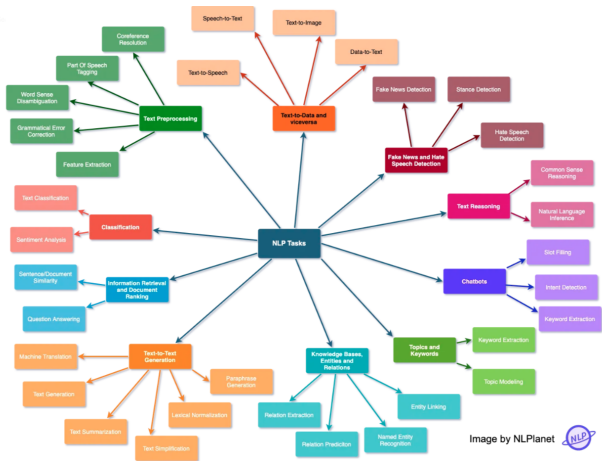 Speech-to-Text
Text-to-Image
Data-to-Text
Text-to-Speech
Text-to-Data and
viceversa
Coreference
Resolution
Part Of Speech
Tagging
Word Sense
Disambiguation
Grammatical Error
Correction
Feature Extraction
Text Preprocessing
Fake News Detection
Stance Detection
Hate Speech
Detection
Fake News and Hate
Speech Detection
Common Sense
Reasoning
Natural Language
Inference
Text Reasoning
Text Classification
Sentiment Analysis
Classification
NLP Tasks
Slot Filling
Intent Detection
Keyword Extraction
Chatbots
Sentence/Document
Similarity
Question Answering
Information Retrieval
and Document
Ranking
Keyword Extraction
Topic Modeling
Topics and
Keywords
Machine Translation
Text Generation
Text Summarization
Text Simplification
Lexical Normalization
Paraphrase
Generation
Text-to-Text
Generation
Knowledge Bases,
Entities and
Relations
Relation Extraction
Relation Prediction
Named Entity
Recognition
Entity Linking
Image by NLPlanet
NLP